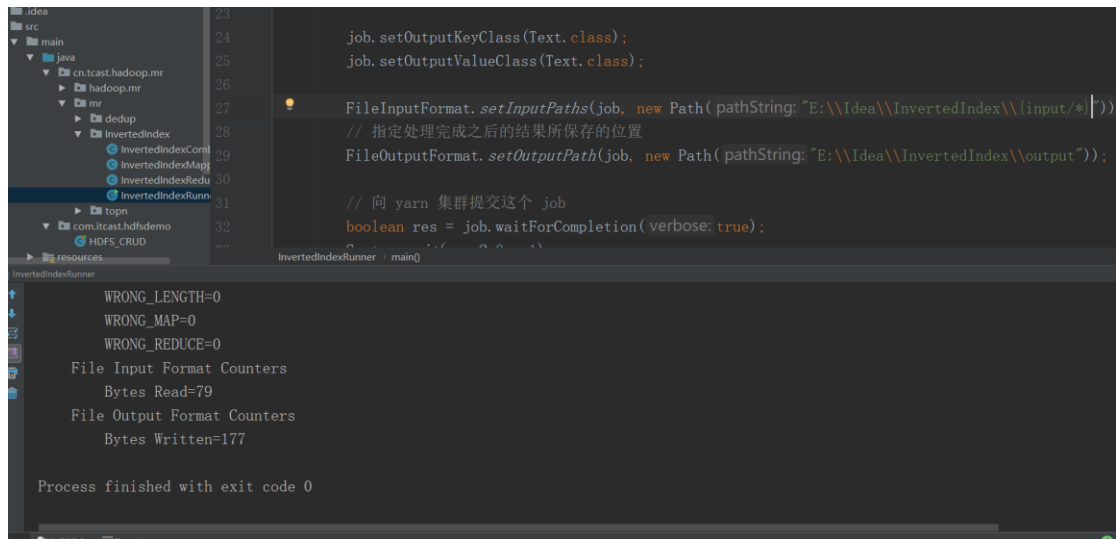 .idea
src
main
java
cn.tcast.hadoop.mr
hadoop.mr
mr
dedup
InvertedIndex
InvertedIndexComb
InvertedIndexMapp
InvertedIndexRedu
InvertedIndexRunn
topn
com.itcast.hdfsdemo
HDFS_CRUD
resources
23
24 job.setOutputKeyClass(Text.class);
25 job.setOutputValueClass(Text.class);
26
27 FileInputFormat.setInputPaths(job, new Path( pathString: "E:\\Idea\\InvertedIndex\\{input/*}"))
28 // 指定处理完成之后的结果所保存的位置
29 FileOutputFormat.setOutputPath(job, new Path( pathString: "E:\\Idea\\InvertedIndex\\output"));
30
31 // 向 yarn 集群提交这个 job
32 boolean res = job.waitForCompletion( verbose: true);
InvertedIndexRunner main()
InvertedIndexRunner
WRONG_LENGTH=0
WRONG_MAP=0
WRONG_REDUCE=0
File Input Format Counters
Bytes Read=79
File Output Format Counters
Bytes Written=177
Process finished with exit code 0